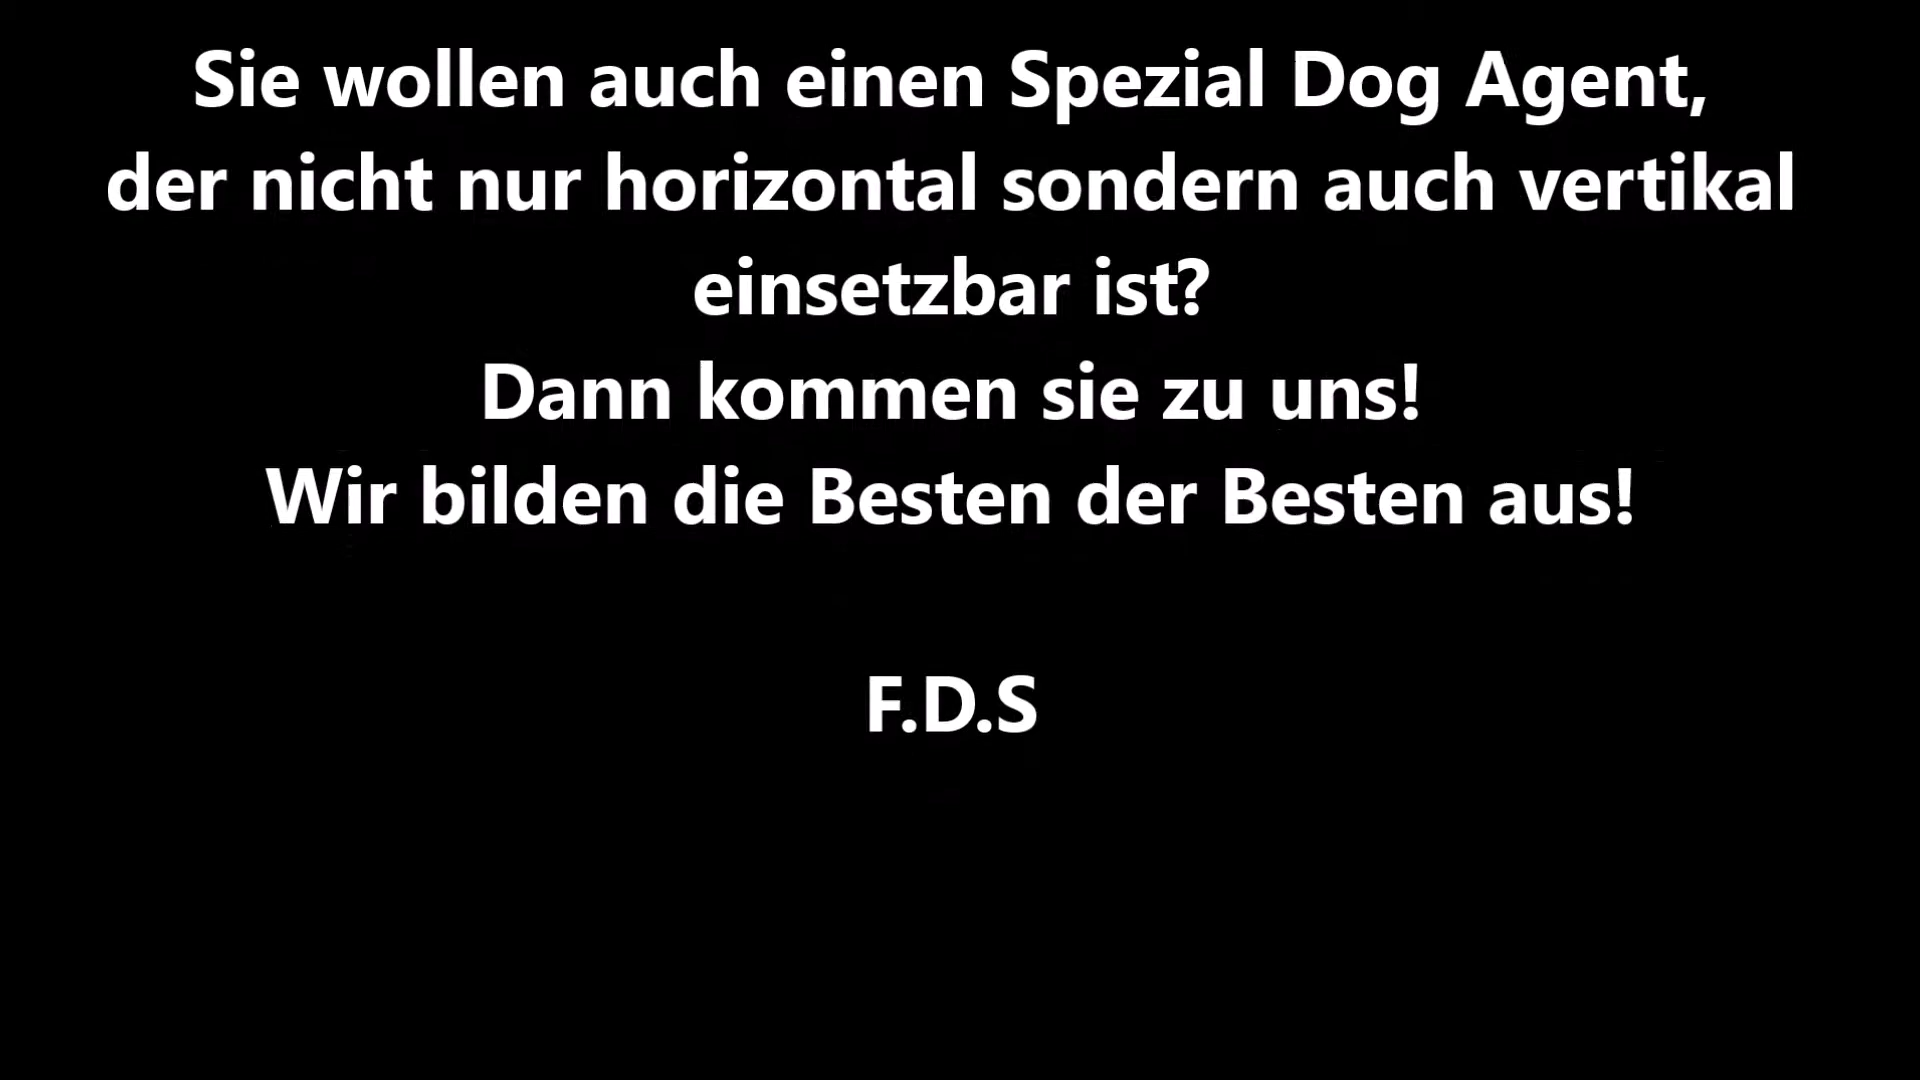 Sie wollen auch einen Spezial Dog Agent,
der nicht nur horizontal sondern auch vertikal
einsetzbar ist?
Dann kommen sie zu uns!
Wir bilden die Besten der Besten aus!
F.D.S